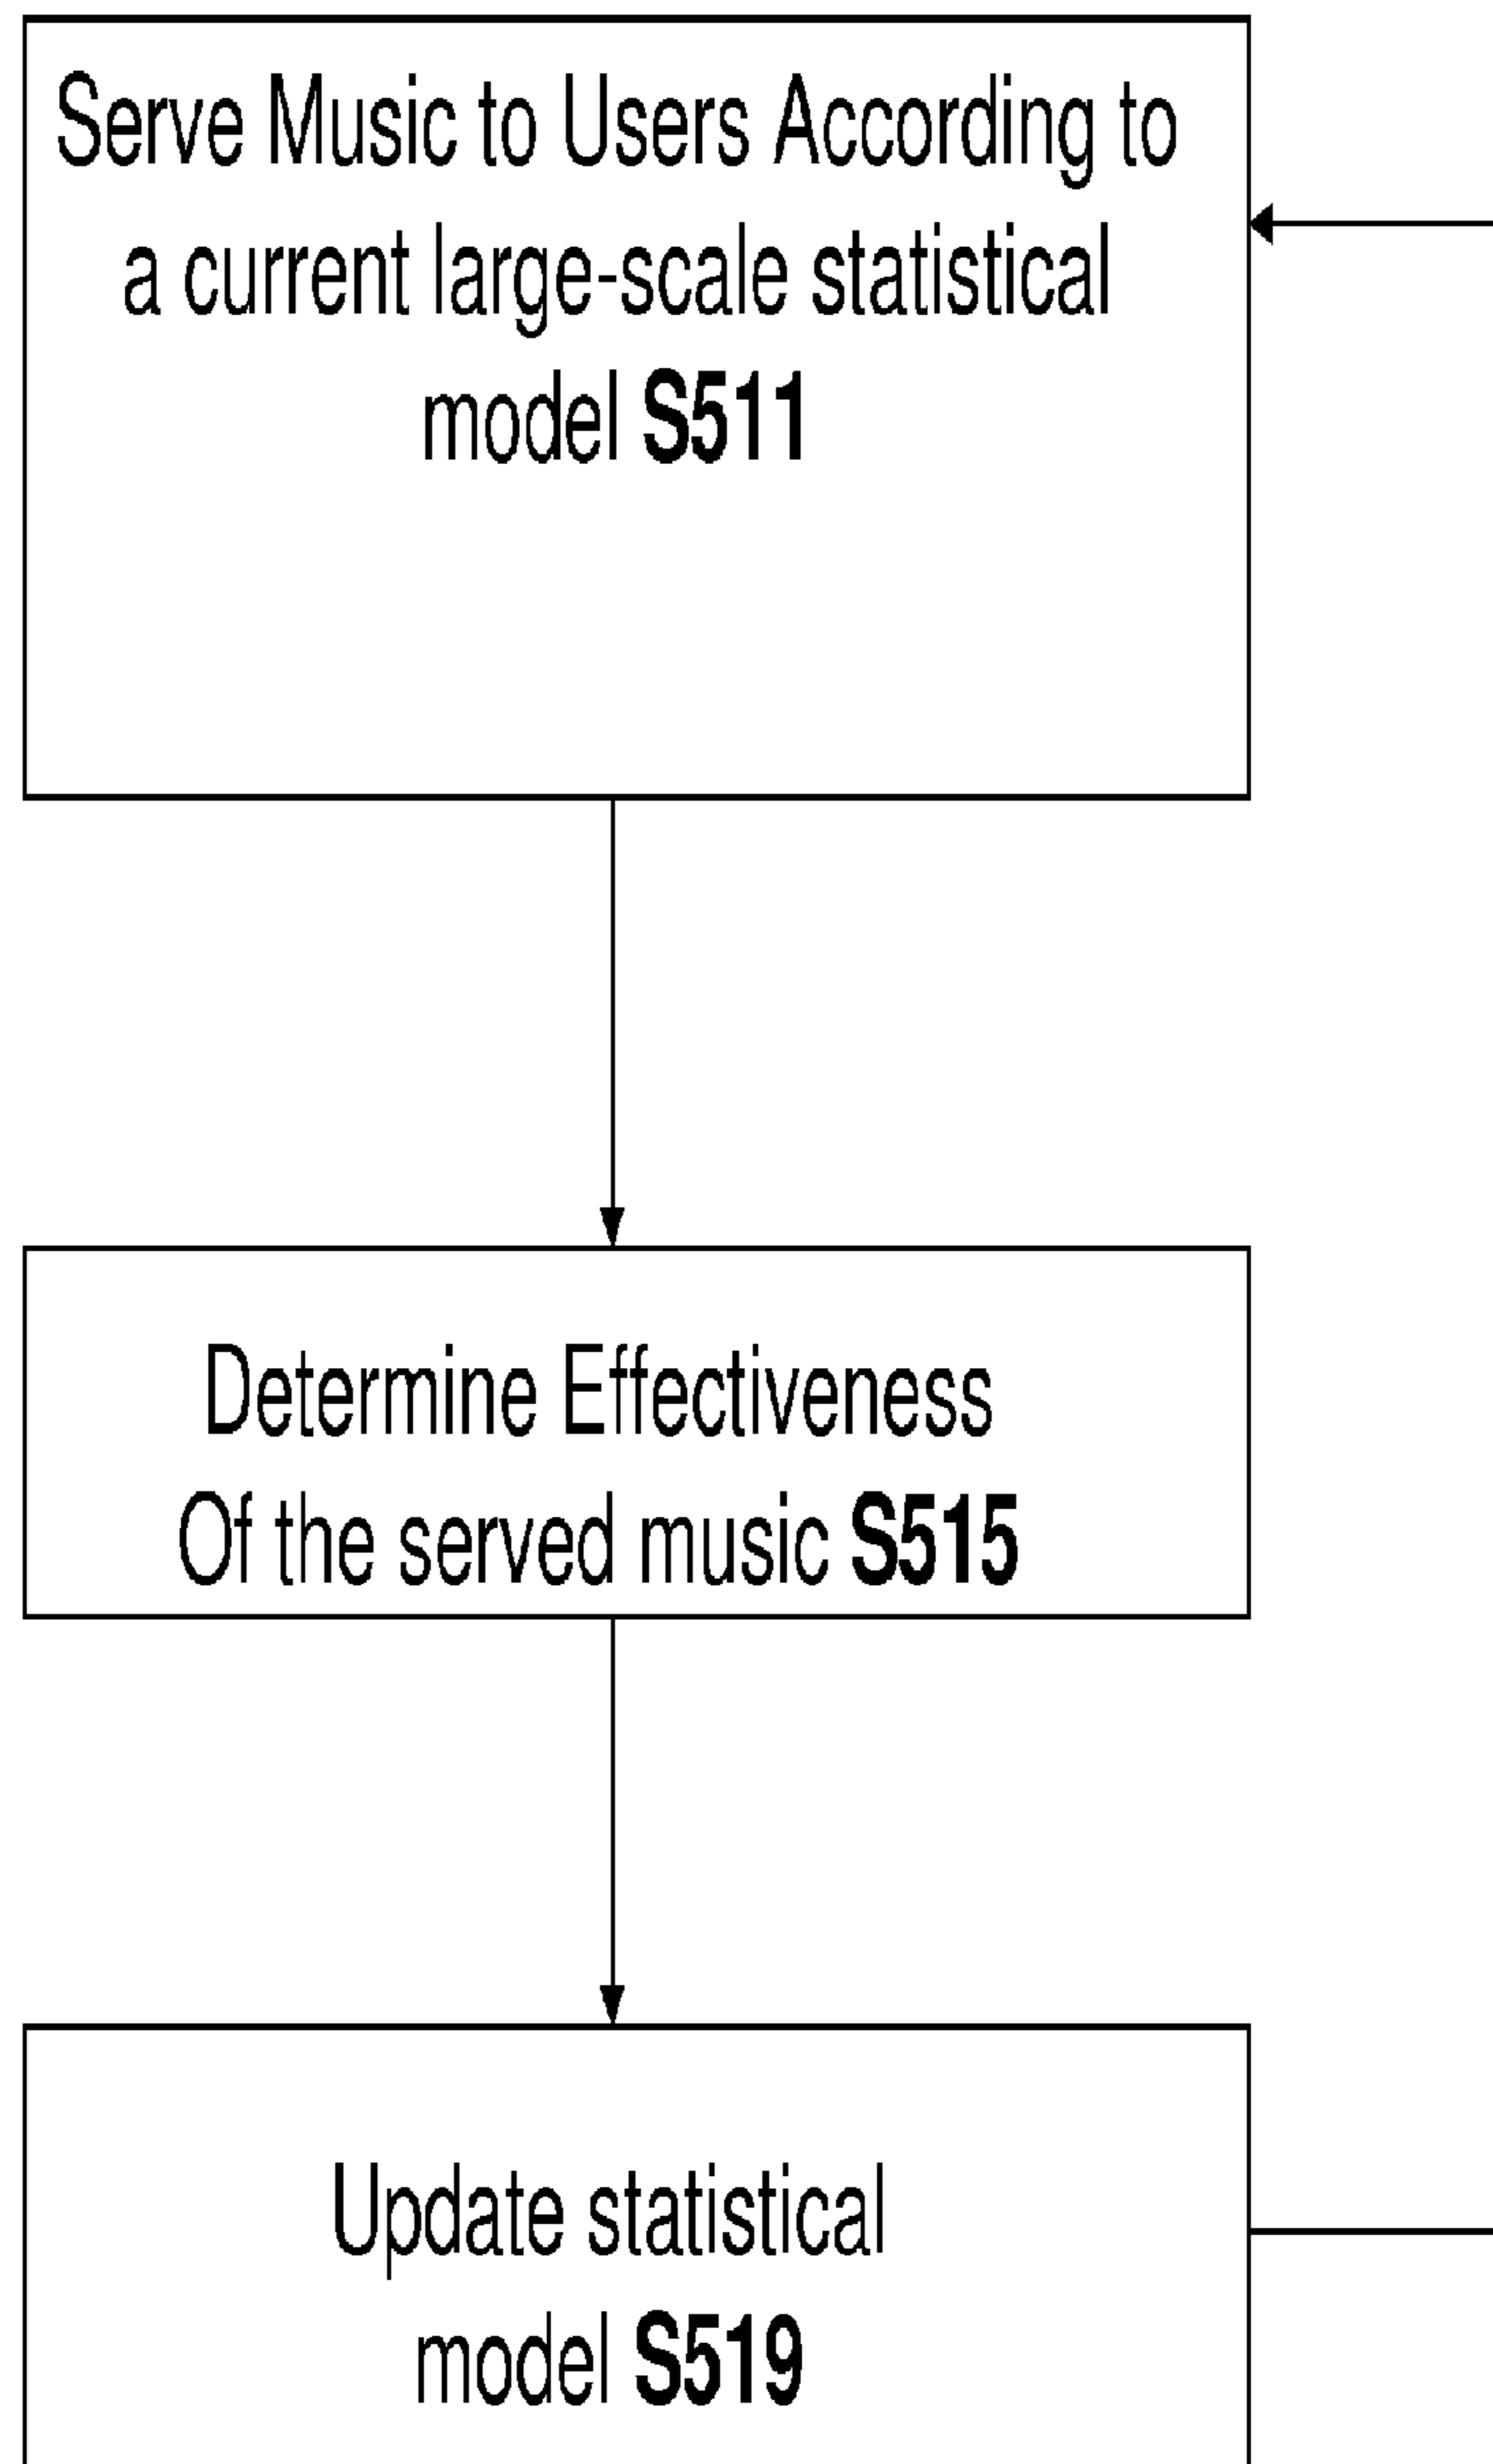 Serve Music to Users According to
a current large-scale statistical
model S511
Determine Effectiveness
Of the served music S515
Update statistical
model S519